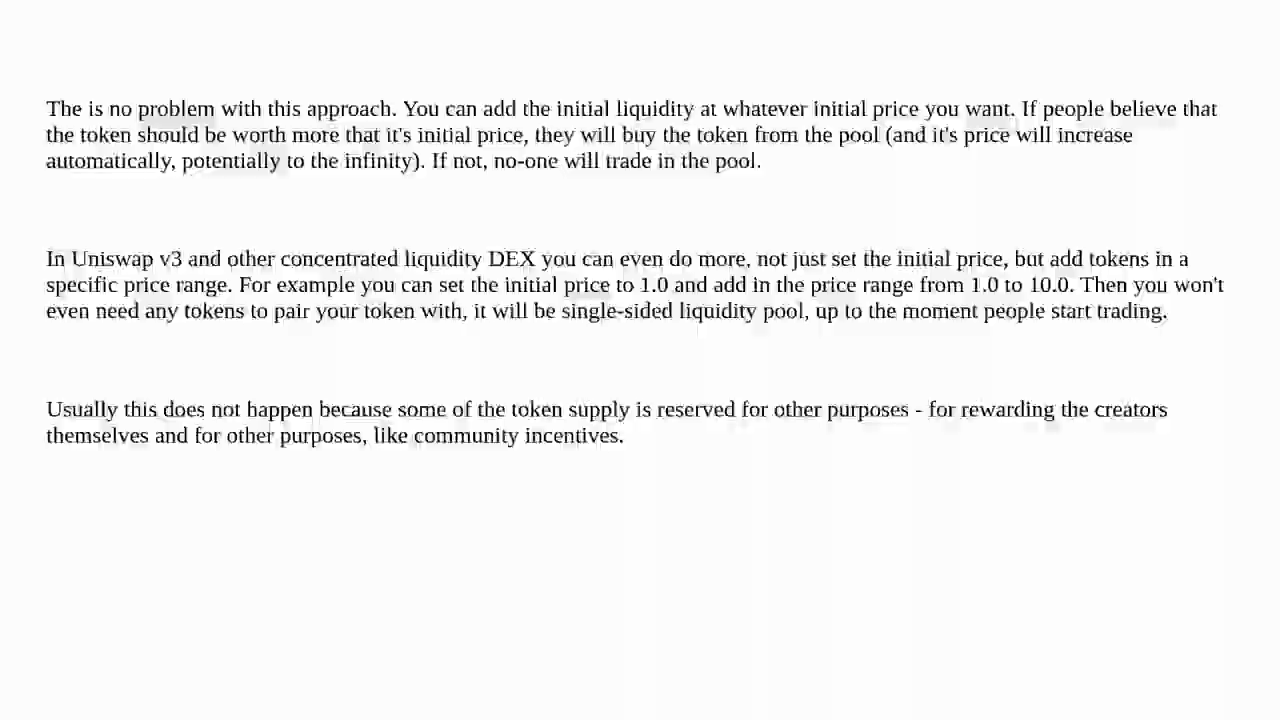 The is no problem with this approach. You can add the initial liquidity at whatever initial price you want. If people believe that
the token should be worth more that it's initial price, they will buy the token from the pool (and it's price will increase
automatically, potentially to the infinity). If not, no-one will trade in the pool.
In Uniswap v3 and other concentrated liquidity DEX you can even do more, not just set the initial price, but add tokens in a
specific price range. For example you can set the initial price to 1.0 and add in the price range from 1.0 to 10.0. Then you won't
even need any tokens to pair your token with, it will be single-sided liquidity pool, up to the moment people start trading.
Usually this does not happen because some of the token supply is reserved for other purposes - for rewarding the creators
themselves and for other purposes, like community incentives.